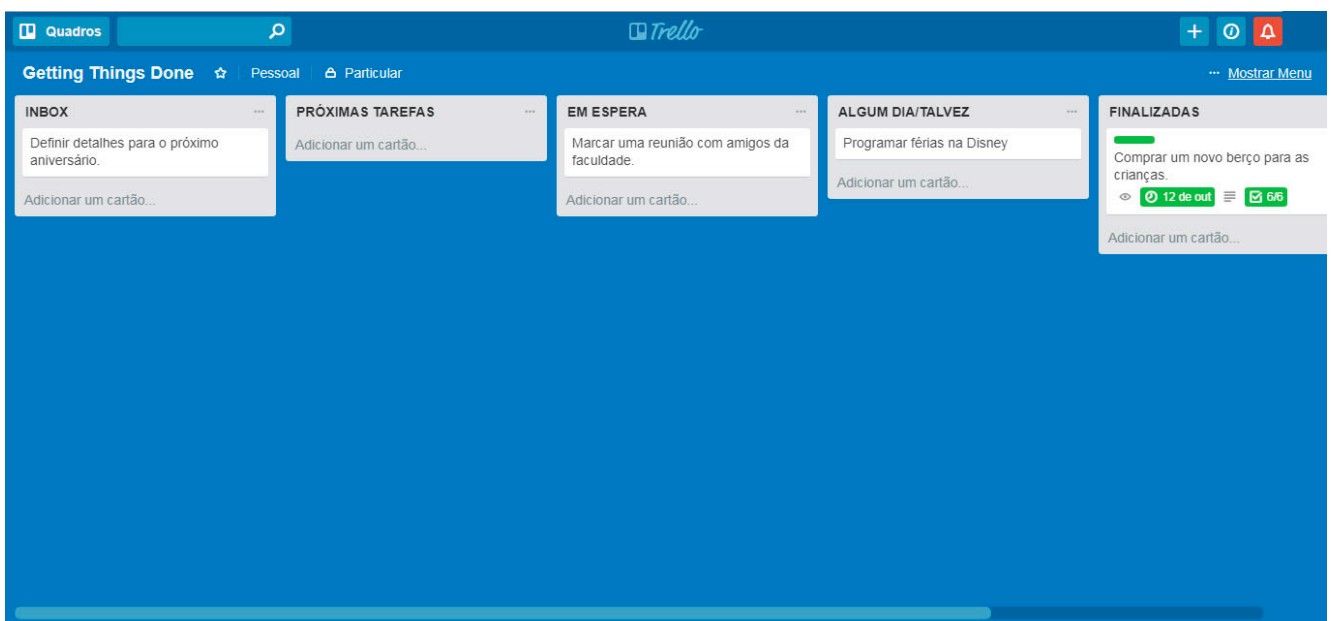 Quadros
Trello
Getting Things Done
Pessoal
Particular
... Mostrar Menu
INBOX
Definir detalhes para o próximo
aniversário.
Adicionar um cartão...
PRÓXIMAS TAREFAS
Adicionar um cartão...
EM ESPERA
Marcar uma reunião com amigos da
faculdade.
Adicionar um cartão...
ALGUM DIA/TALVEZ
Programar férias na Disney
Adicionar um cartão...
FINALIZADAS
Comprar um novo berço para as
crianças.
12 de out 6/6
Adicionar um cartão...